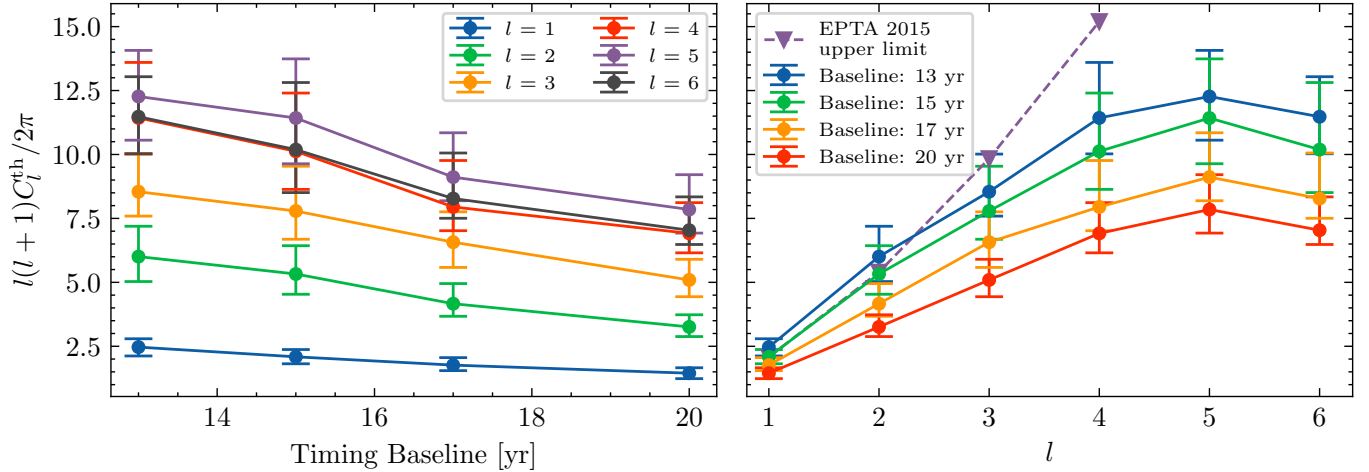 l(l + 1)C_l^th/2π
15.0
12.5
10.0
7.5
5.0
2.5
l = 1
l = 2
l = 3
l = 4
l = 5
l = 6
14
16
18
20
Timing Baseline [yr]
EPTA 2015
upper limit
Baseline: 13 yr
Baseline: 15 yr
Baseline: 17 yr
Baseline: 20 yr
1
2
3
4
5
6
l